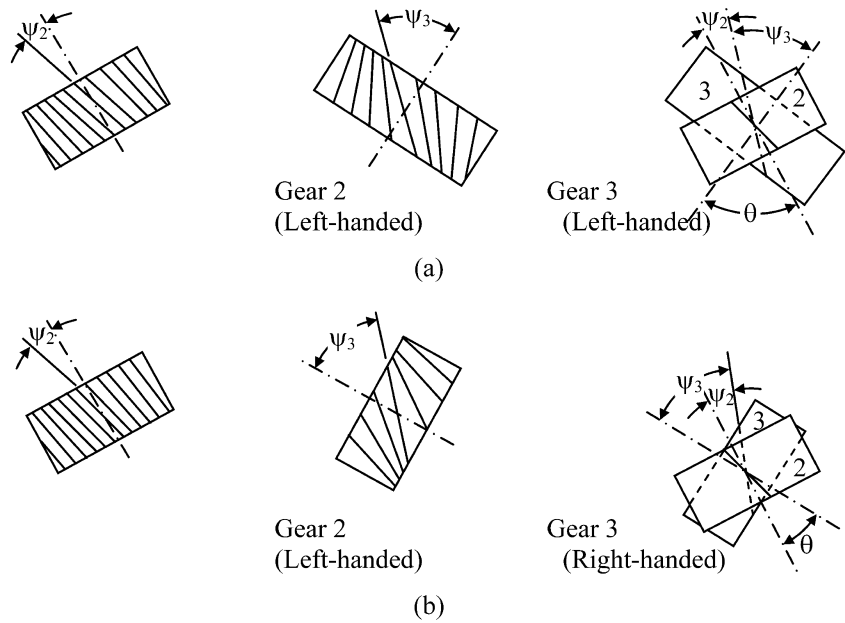 ψ2
ψ3
ψ2
ψ3
3
2
θ
Gear 2
(Left-handed)
Gear 3
(Left-handed)
(a)
ψ2
ψ3
ψ3
ψ2
3
2
θ
Gear 2
(Left-handed)
Gear 3
(Right-handed)
(b)